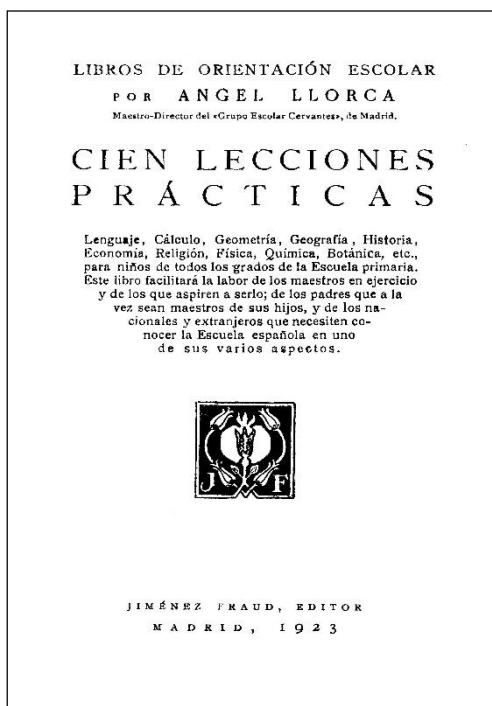 LIBROS DE ORIENTACIÓN ESCOLAR
POR ANGEL LLORCA
Maestro-Director del «Grupo Escolar Cervantes», de Madrid.
CIEN LECCIONES
PRÁCTICAS
Lenguaje, Cálculo, Geometría, Geografía, Historia,
Economía, Religión, Física, Química, Botánica, etc.,
para niños de todos los grados de la Escuela primaria.
Este libro facilitará la labor de los maestros en ejercicio
y de los que aspiren a serlo; de los padres que a la
vez sean maestros de sus hijos, y de los na-
cionales y extranjeros que necesiten co-
nocer la Escuela española en uno
de sus varios aspectos.
J F
JIMÉNEZ FRAUD, EDITOR
MADRID, 1923